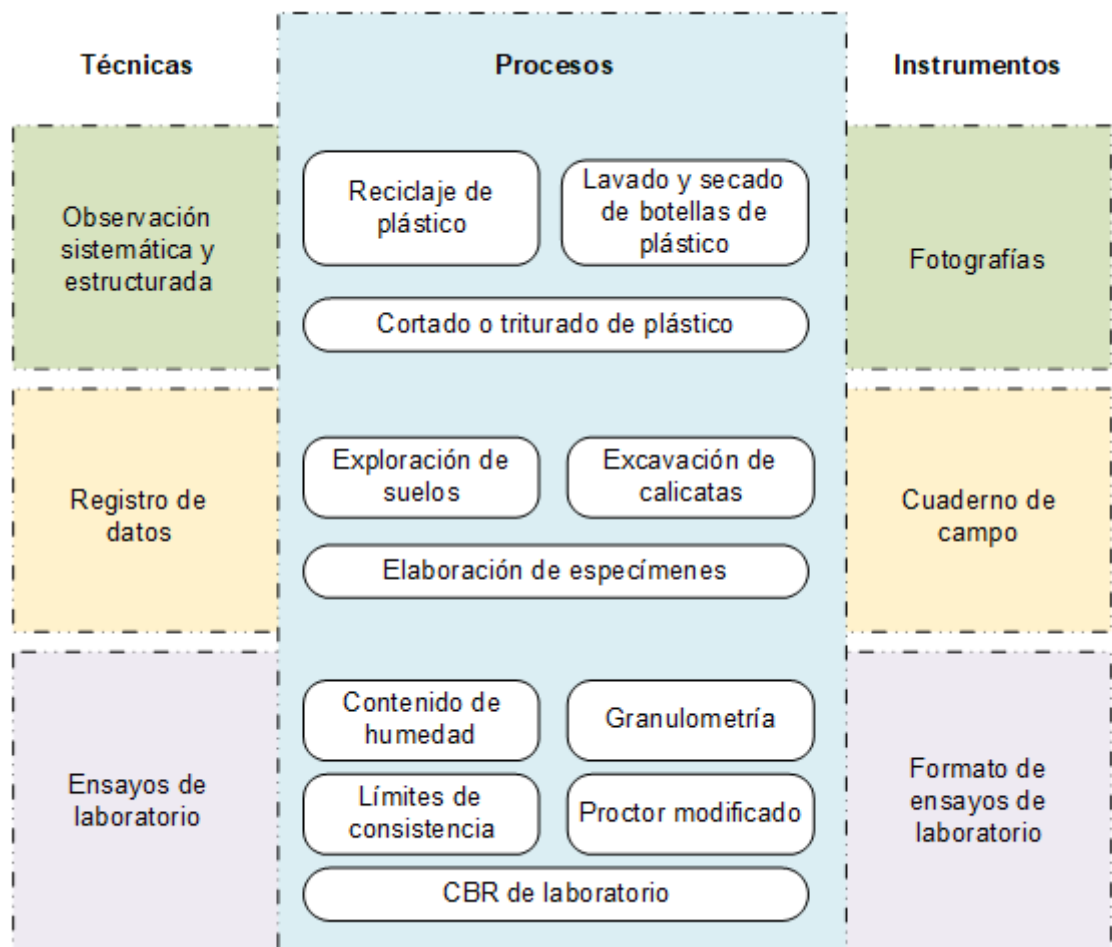 Técnicas
Procesos
Instrumentos
Observación
sistemática y
estructurada
Reciclaje de
plástico
Lavado y secado
de botellas de
plástico
Cortado o triturado de plástico
Fotografías
Registro de
datos
Exploración de
suelos
Excavación de
calicatas
Elaboración de especímenes
Cuaderno de
campo
Ensayos de
laboratorio
Contenido de
humedad
Granulometría
Límites de
consistencia
Proctor modificado
CBR de laboratorio
Formato de
ensayos de
laboratorio